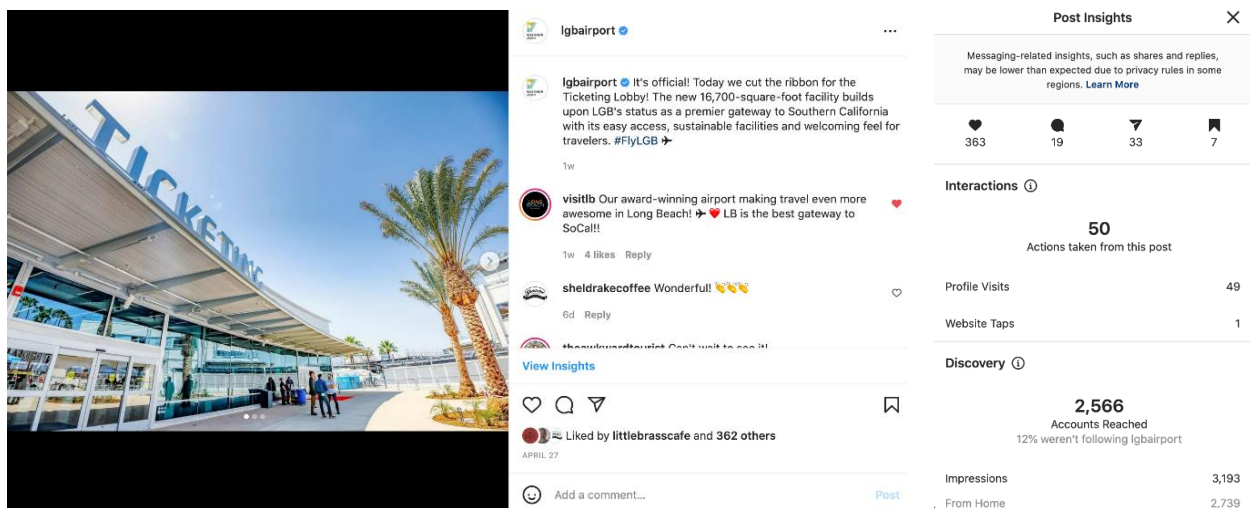 TICKETING
lgbairport
lgbairport It's official! Today we cut the ribbon for the
Ticketing Lobby! The new 16,700-square-foot facility builds
upon LGB's status as a premier gateway to Southern California
with its easy access, sustainable facilities and welcoming feel for
travelers. #FlyLGB ✈
1w
visitlb Our award-winning airport making travel even more
awesome in Long Beach! ✈ ❤️ LB is the best gateway to
SoCal!!
1w 4 likes Reply
sheldrakecoffee Wonderful! 👏👏👏
6d Reply
theawkwardtourist Can't wait to see it!
View Insights
Liked by littlebrasscafe and 362 others
APRIL 27
Add a comment... Post
Post Insights
Messaging-related insights, such as shares and replies,
may be lower than expected due to privacy rules in some
regions. Learn More
363 19 33 7
Interactions
50
Actions taken from this post
Profile Visits 49
Website Taps 1
Discovery
2,566
Accounts Reached
12% weren't following lgbairport
Impressions 3,193
From Home 2,739